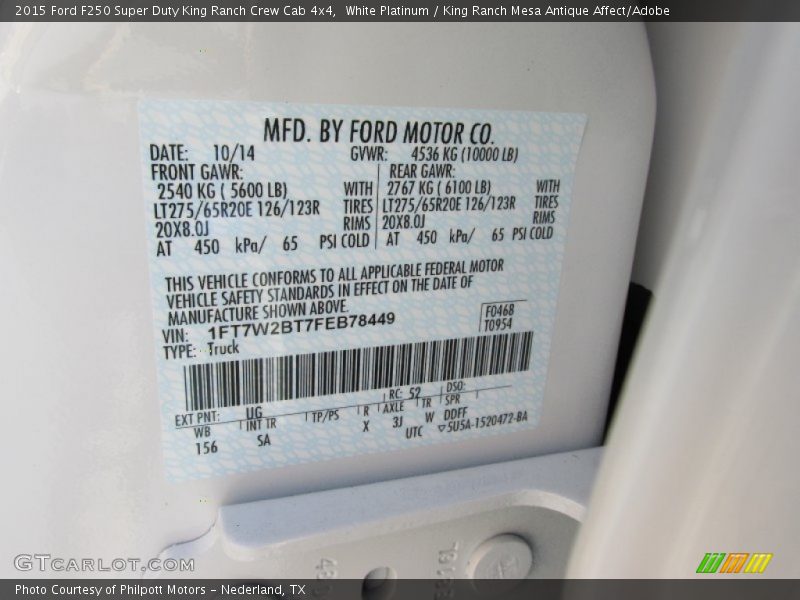 2015 Ford F250 Super Duty King Ranch Crew Cab 4x4, White Platinum / King Ranch Mesa Antique Affect/Adobe
MFD. BY FORD MOTOR CO.
DATE: 10/14 GVWR: 4536 KG (10000 LB)
FRONT GAWR: REAR GAWR:
2540 KG ( 5600 LB) WITH 2767 KG ( 6100 LB) WITH
LT275/65R20E 126/123R TIRES LT275/65R20E 126/123R TIRES
20X8.0J RIMS 20X8.0J RIMS
AT 450 kPa/ 65 PSI COLD AT 450 kPa/ 65 PSI COLD
THIS VEHICLE CONFORMS TO ALL APPLICABLE FEDERAL MOTOR
VEHICLE SAFETY STANDARDS IN EFFECT ON THE DATE OF
MANUFACTURE SHOWN ABOVE.
VIN: 1FT7W2BT7FEB78449 F0468
TYPE: Truck T0954
EXT PNT: UG RC: 52 DSO:
WB INT TR TP/PS R AXLE TR SPR
156 SA X 3J W DDFF
UTC ▽5U5A-1520472-BA
GTCARLOT.COM
Photo Courtesy of Philpott Motors - Nederland, TX